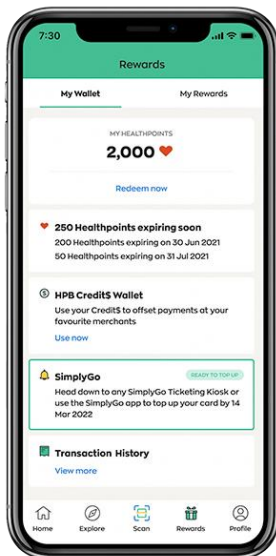 7:30
Rewards
My Wallet
My Rewards
MY HEALTHPOINTS
2,000
Redeem now
250 Healthpoints expiring soon
200 Healthpoints expiring on 30 Jun 2021
50 Healthpoints expiring on 31 Jul 2021
HPB Credit$ Wallet
Use your Credit$ to offset payments at your
favourite merchants
Use now
SimplyGo
READY TO TOP UP
Head down to any SimplyGo Ticketing Kiosk or
use the SimplyGo app to top up your card by 14
Mar 2022
Transaction History
View more
Home
Explore
Scan
Rewards
Profile